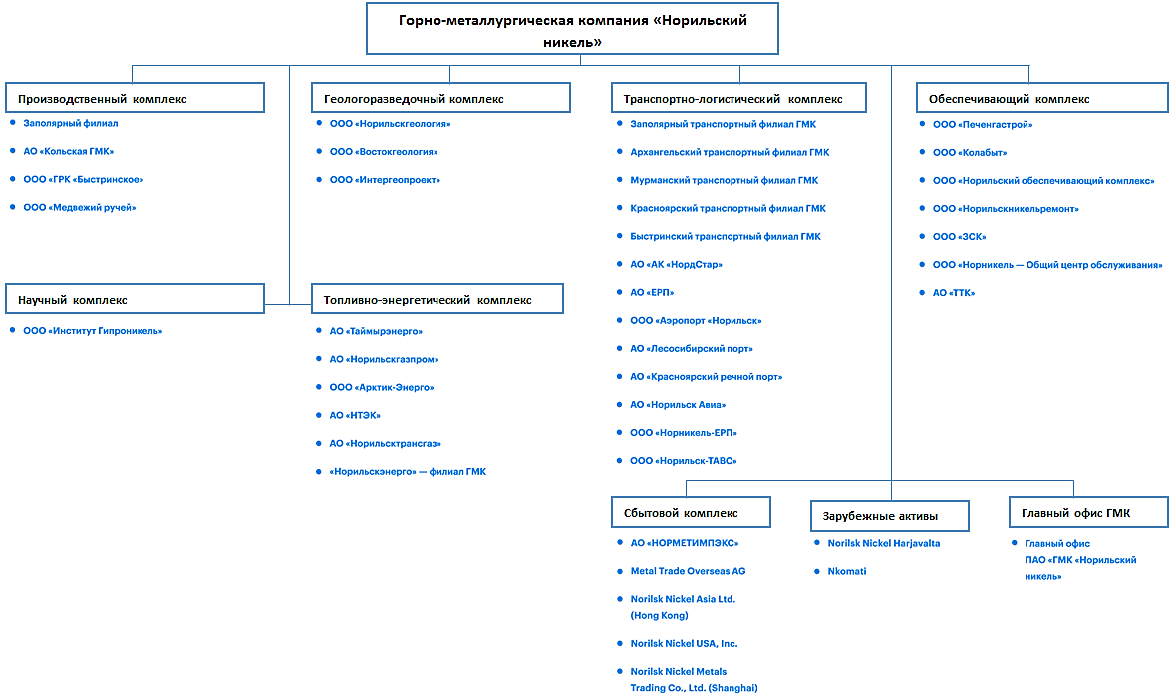 Горно-металлургическая компания «Норильский
никель»
Производственный комплекс
Заполярный филиал
АО «Кольская ГМК»
ООО «ГРК «Быстринское»
ООО «Медвежий ручей»
Геологоразведочный комплекс
ООО «Норильскгеология»
ООО «Востокгеология»
ООО «Интергеопроект»
Транспортно-логистический комплекс
Заполярный транспортный филиал ГМК
Архангельский транспортный филиал ГМК
Мурманский транспортный филиал ГМК
Красноярский транспортный филиал ГМК
Быстринский транспортный филиал ГМК
АО «АК «НордСтар»
АО «ЕРП»
ООО «Аэропорт «Норильск»
АО «Лесосибирский порт»
АО «Красноярский речной порт»
АО «Норильск Авиа»
ООО «Норникель-ЕРП»
ООО «Норильск-ТАВС»
Обеспечивающий комплекс
ООО «Печенгастрой»
ООО «Колабыт»
ООО «Норильский обеспечивающий комплекс»
ООО «Норильскникельремонт»
ООО «ЗСК»
ООО «Норникель — Общий центр обслуживания»
АО «ТТК»
Научный комплекс
ООО «Институт Гипроникель»
Топливно-энергетический комплекс
АО «Таймырэнерго»
АО «Норильскгазпром»
ООО «Арктик-Энерго»
АО «НТЭК»
АО «Норильсктрансгаз»
«Норильскэнерго» — филиал ГМК
Сбытовой комплекс
АО «НОРМЕТИМПЭКС»
Metal Trade Overseas AG
Norilsk Nickel Asia Ltd.
(Hong Kong)
Norilsk Nickel USA, Inc.
Norilsk Nickel Metals
Trading Co., Ltd. (Shanghai)
Зарубежные активы
Norilsk Nickel Harjavalta
Nkomati
Главный офис ГМК
Главный офис
ПАО «ГМК «Норильский
никель»